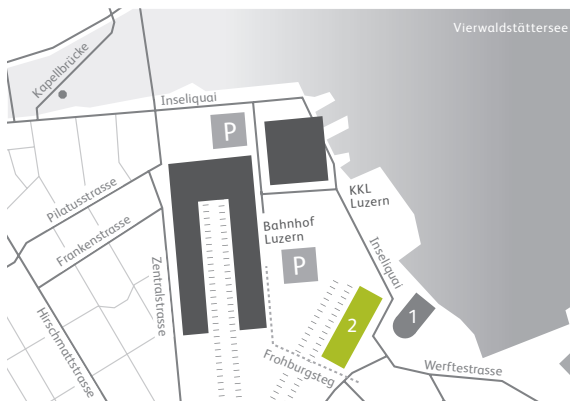 Vierwaldstättersee
Kapellbrücke
Inseliquai
P
Pilatusstrasse
KKL
Luzern
Frankenstrasse
Bahnhof
Luzern
P
Inseliquai
Zentralstrasse
Hirschmattstrasse
1
2
Frohburgsteg
Werftestrasse